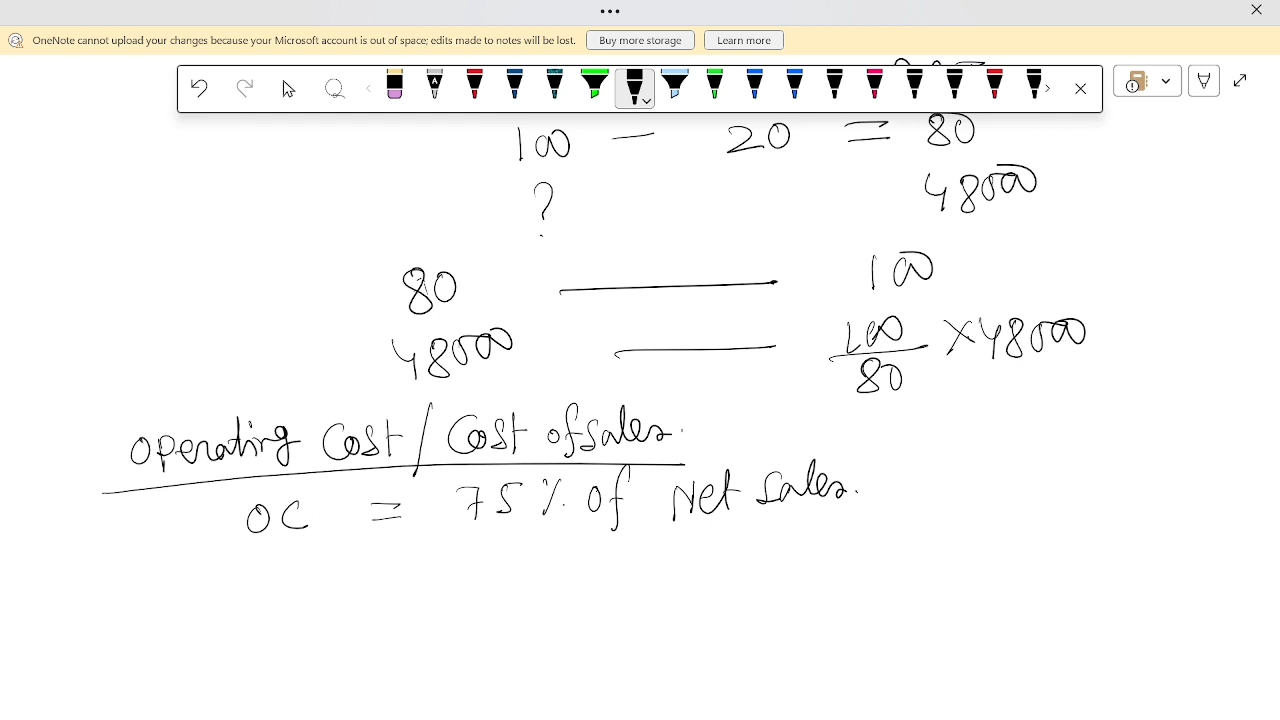 OneNote cannot upload your changes because your Microsoft account is out of space; edits made to notes will be lost. Buy more storage Learn more
100 — 20 = 80
? 48000
80 —— 100
48000 —— 100/80 × 48000
Operating Cost / Cost of sales.
OC = 75 % of Net sales.